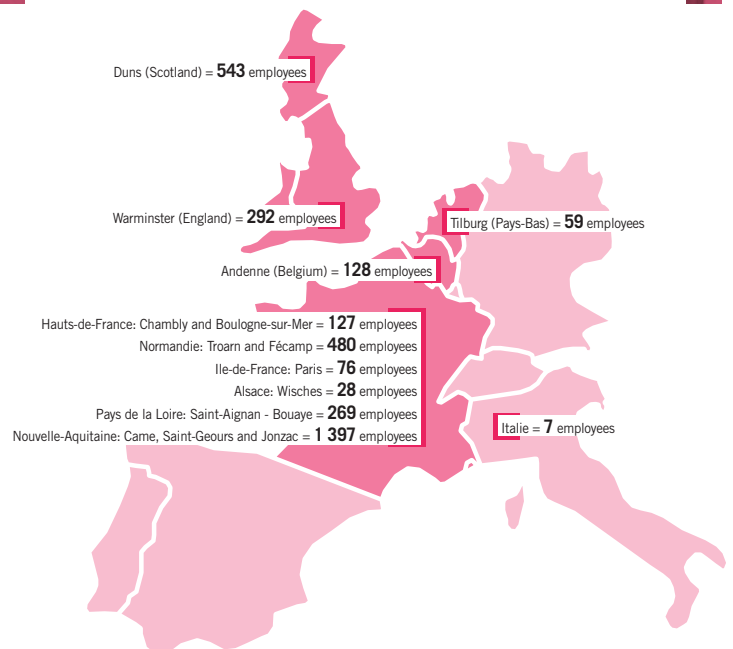 Duns (Scotland) = 543 employees
Warminster (England) = 292 employees
Tilburg (Pays-Bas) = 59 employees
Andenne (Belgium) = 128 employees
Hauts-de-France: Chambly and Boulogne-sur-Mer = 127 employees
Normandie: Troarn and Fécamp = 480 employees
Ile-de-France: Paris = 76 employees
Alsace: Wisches = 28 employees
Pays de la Loire: Saint-Aignan - Bouaye = 269 employees
Nouvelle-Aquitaine: Came, Saint-Geours and Jonzac = 1 397 employees
Italie = 7 employees